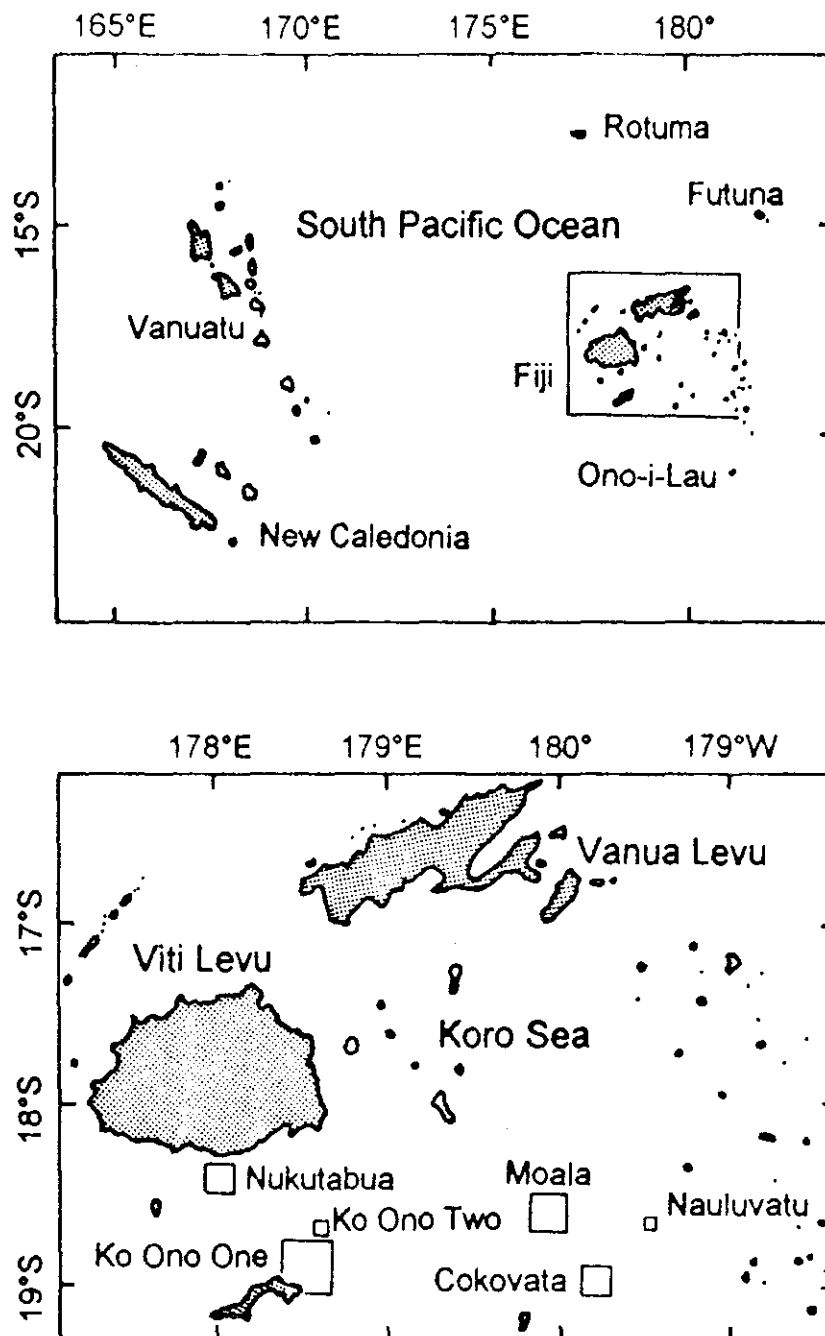 165°E 170°E 175°E 180°
Rotuma
Futuna
15°S
South Pacific Ocean
Vanuatu
Fiji
20°S
Ono-i-Lau
New Caledonia
178°E 179°E 180° 179°W
Vanua Levu
17°S
Viti Levu
Koro Sea
18°S
Nukutabua
Moala
Nauluvatu
Ko Ono Two
Ko Ono One
Cokovata
19°S